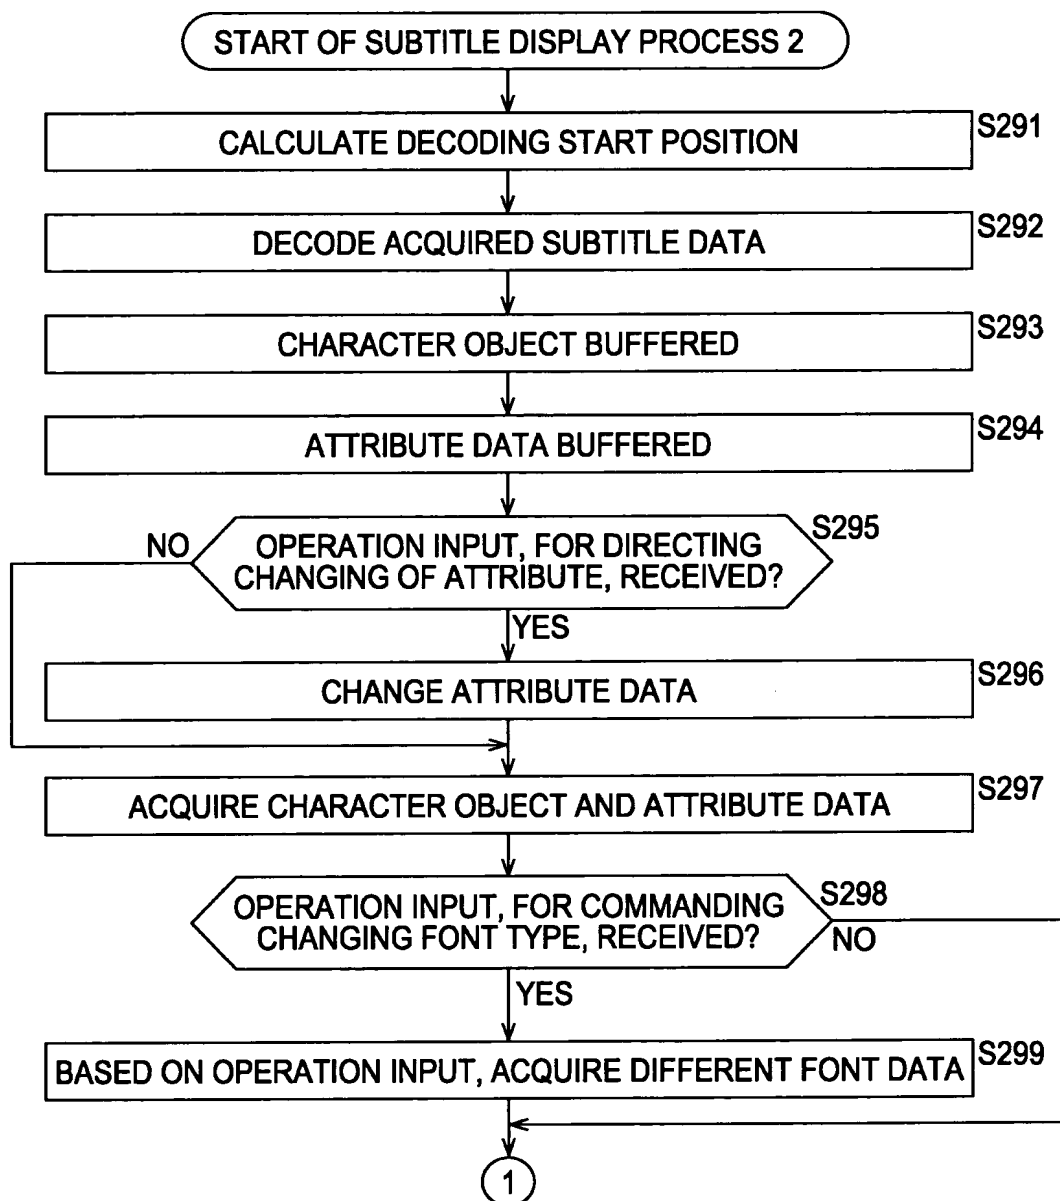 START OF SUBTITLE DISPLAY PROCESS 2
CALCULATE DECODING START POSITION
S291
DECODE ACQUIRED SUBTITLE DATA
S292
CHARACTER OBJECT BUFFERED
S293
ATTRIBUTE DATA BUFFERED
S294
NO
OPERATION INPUT, FOR DIRECTING
CHANGING OF ATTRIBUTE, RECEIVED?
S295
YES
CHANGE ATTRIBUTE DATA
S296
ACQUIRE CHARACTER OBJECT AND ATTRIBUTE DATA
S297
OPERATION INPUT, FOR COMMANDING
CHANGING FONT TYPE, RECEIVED?
S298
NO
YES
BASED ON OPERATION INPUT, ACQUIRE DIFFERENT FONT DATA
S299
1